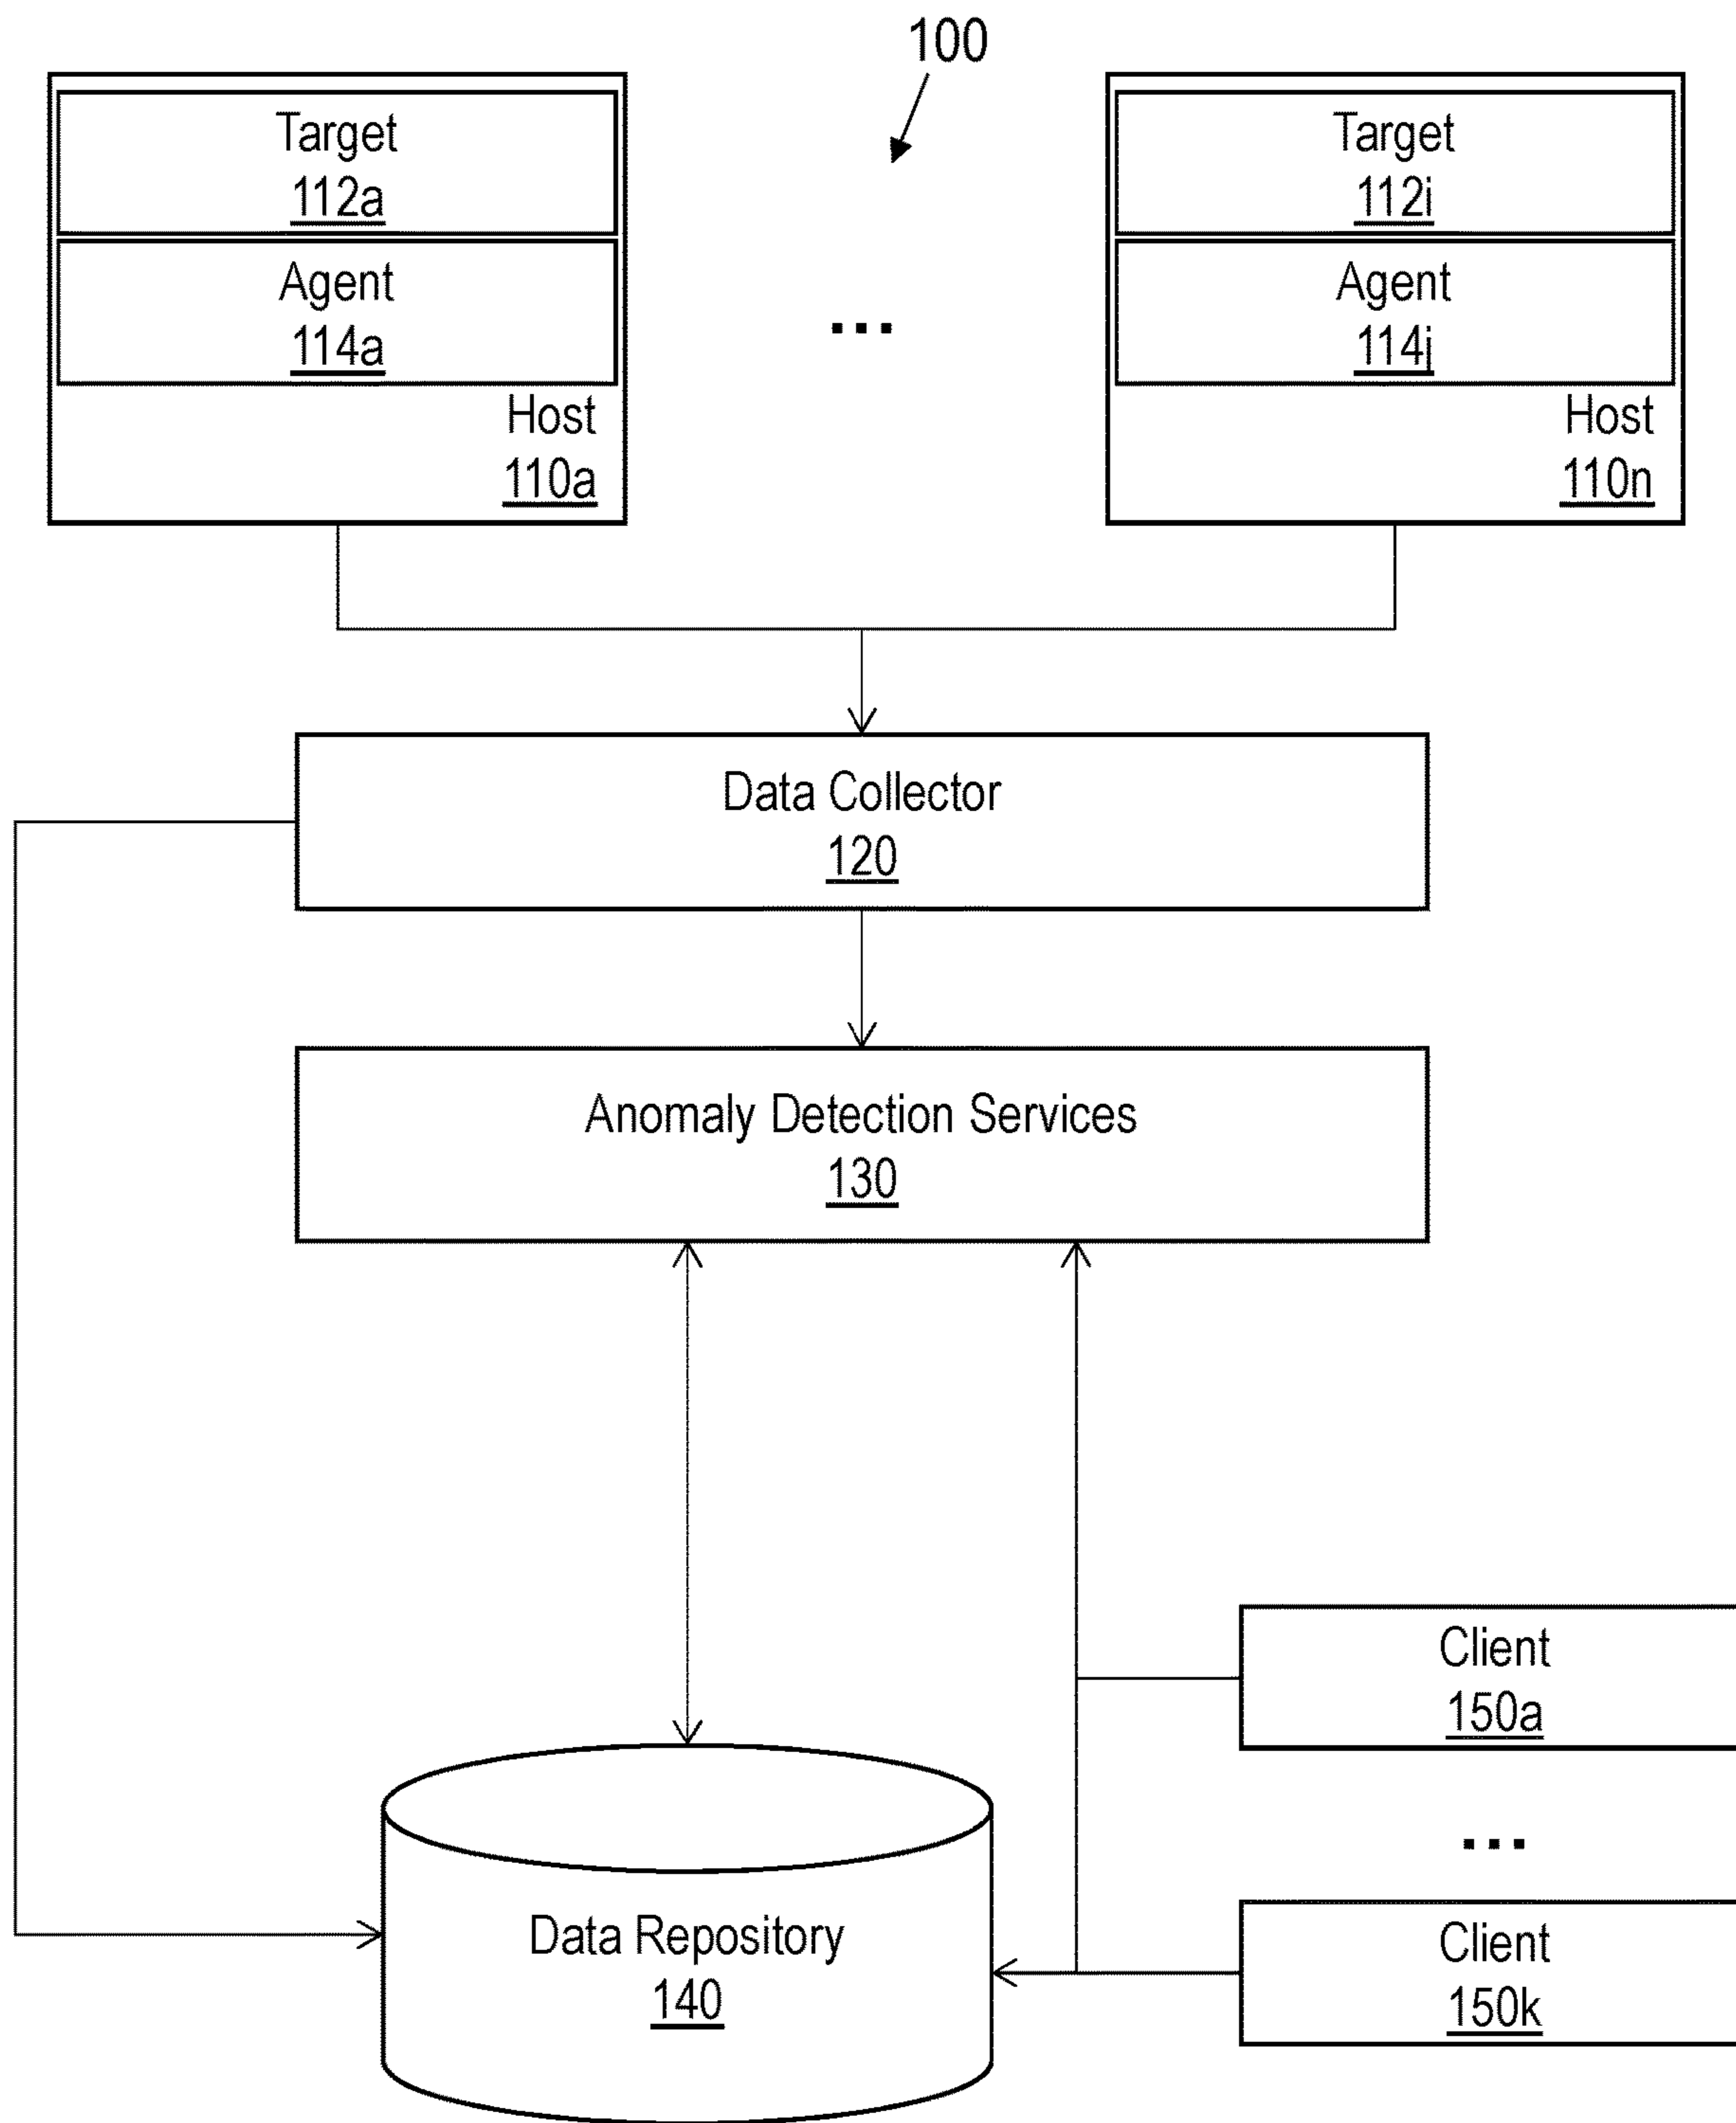 100
Target
112a
Agent
114a
Host
110a
...
Target
112i
Agent
114j
Host
110n
Data Collector
120
Anomaly Detection Services
130
Client
150a
...
Client
150k
Data Repository
140